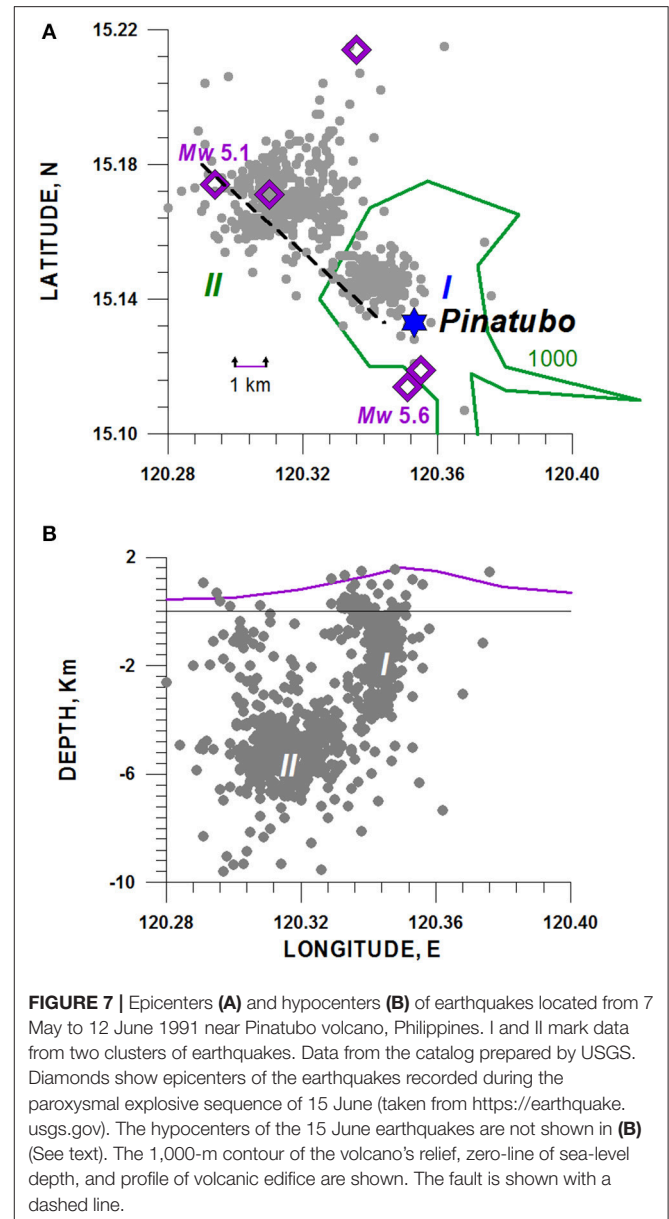 A
15.22
Mw 5.1
15.18
LATITUDE, N
II
I
15.14
Pinatubo
1000
1 km
Mw 5.6
15.10
120.28 120.32 120.36 120.40
B
2
I
-2
DEPTH, Km
II
-6
-10
120.28 120.32 120.36 120.40
LONGITUDE, E
FIGURE 7 | Epicenters (A) and hypocenters (B) of earthquakes located from 7
May to 12 June 1991 near Pinatubo volcano, Philippines. I and II mark data
from two clusters of earthquakes. Data from the catalog prepared by USGS.
Diamonds show epicenters of the earthquakes recorded during the
paroxysmal explosive sequence of 15 June (taken from https://earthquake.
usgs.gov). The hypocenters of the 15 June earthquakes are not shown in (B)
(See text). The 1,000-m contour of the volcano's relief, zero-line of sea-level
depth, and profile of volcanic edifice are shown. The fault is shown with a
dashed line.